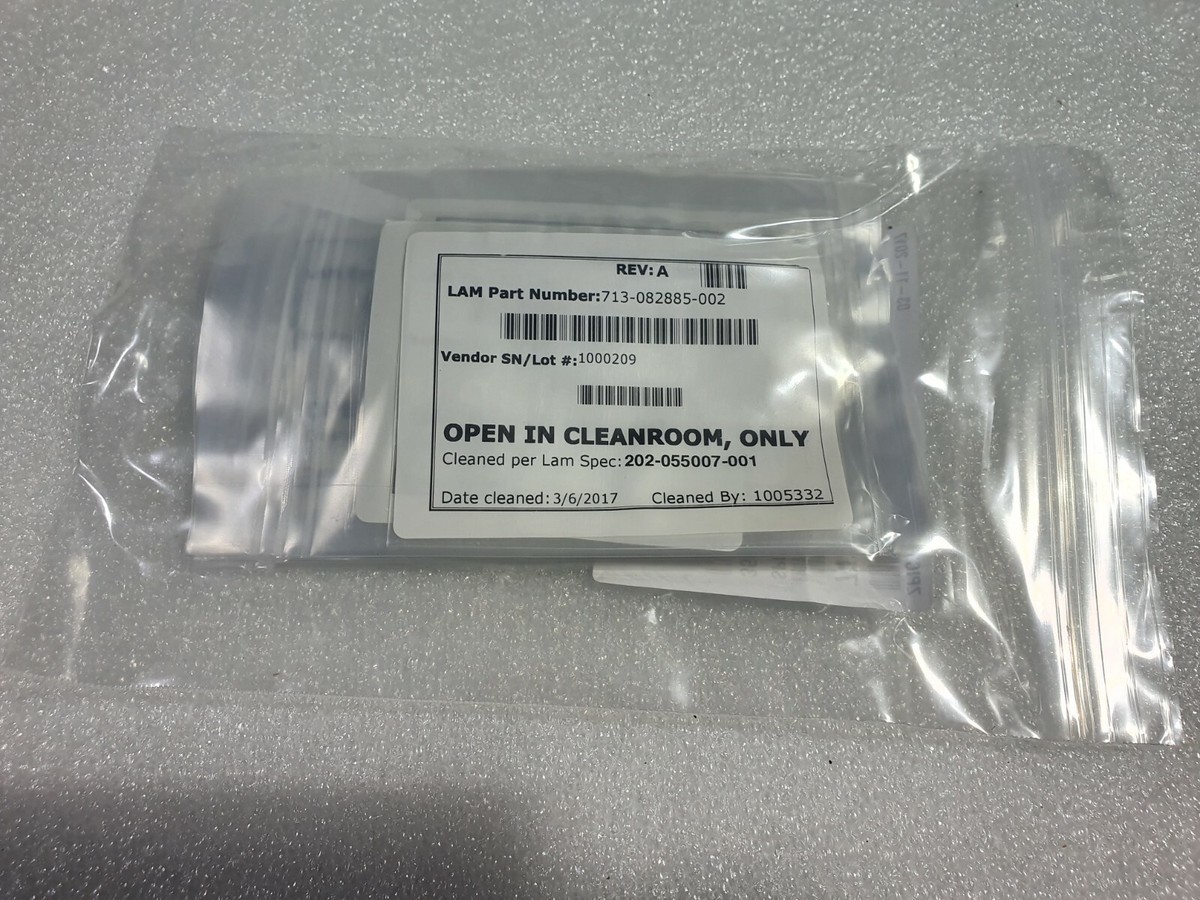 REV: A
LAM Part Number:713-082885-002
Vendor SN/Lot #:1000209
OPEN IN CLEANROOM, ONLY
Cleaned per Lam Spec: 202-055007-001
Date cleaned: 3/6/2017 Cleaned By: 1005332